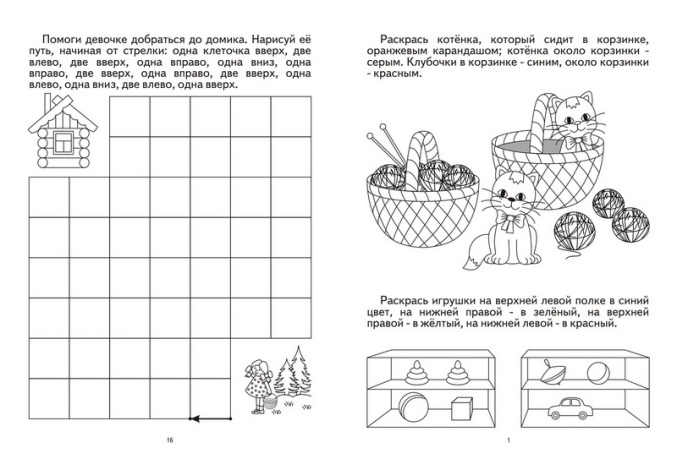 Помоги девочке добраться до домика. Нарисуй её
путь, начиная от стрелки: одна клеточка вверх, две
влево, две вверх, одна вправо, одна вниз, одна
вправо, две вверх, одна вправо, две вверх, одна
влево, одна вниз, две влево, одна вверх.
16
Раскрась котёнка, который сидит в корзинке,
оранжевым карандашом; котёнка около корзинки -
серым. Клубочки в корзинке - синим, около корзинки
- красным.
Раскрась игрушки на верхней левой полке в синий
цвет, на нижней правой - в зелёный, на верхней
правой - в жёлтый, на нижней левой - в красный.
1